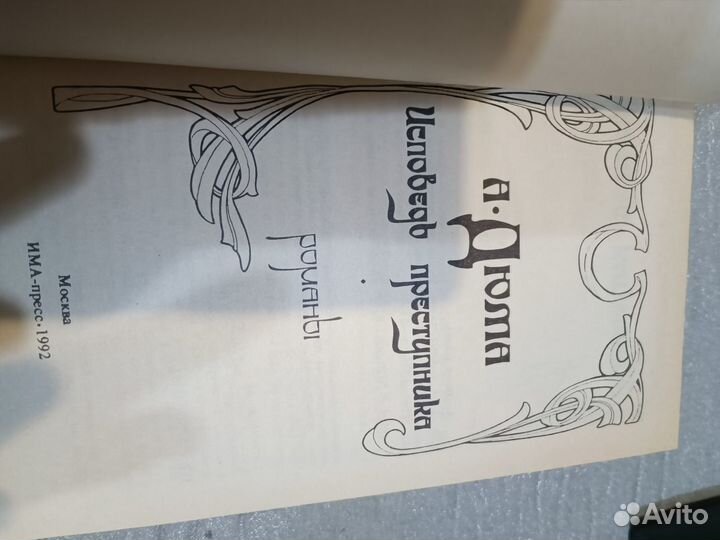 А. Дюма
Исповедь преступника
романы
Москва
ИМА-пресс • 1992
Avito